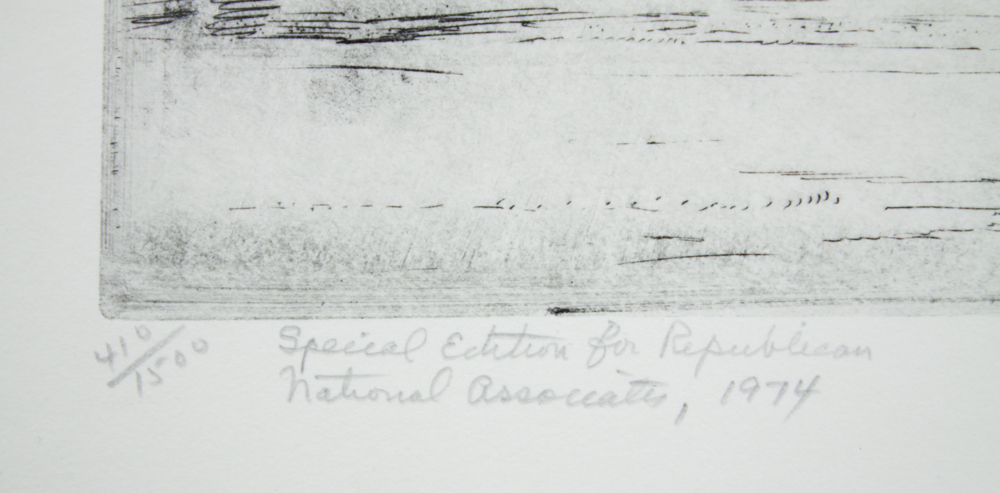 410/1500
Special Edition for Republican
National Associates, 1974